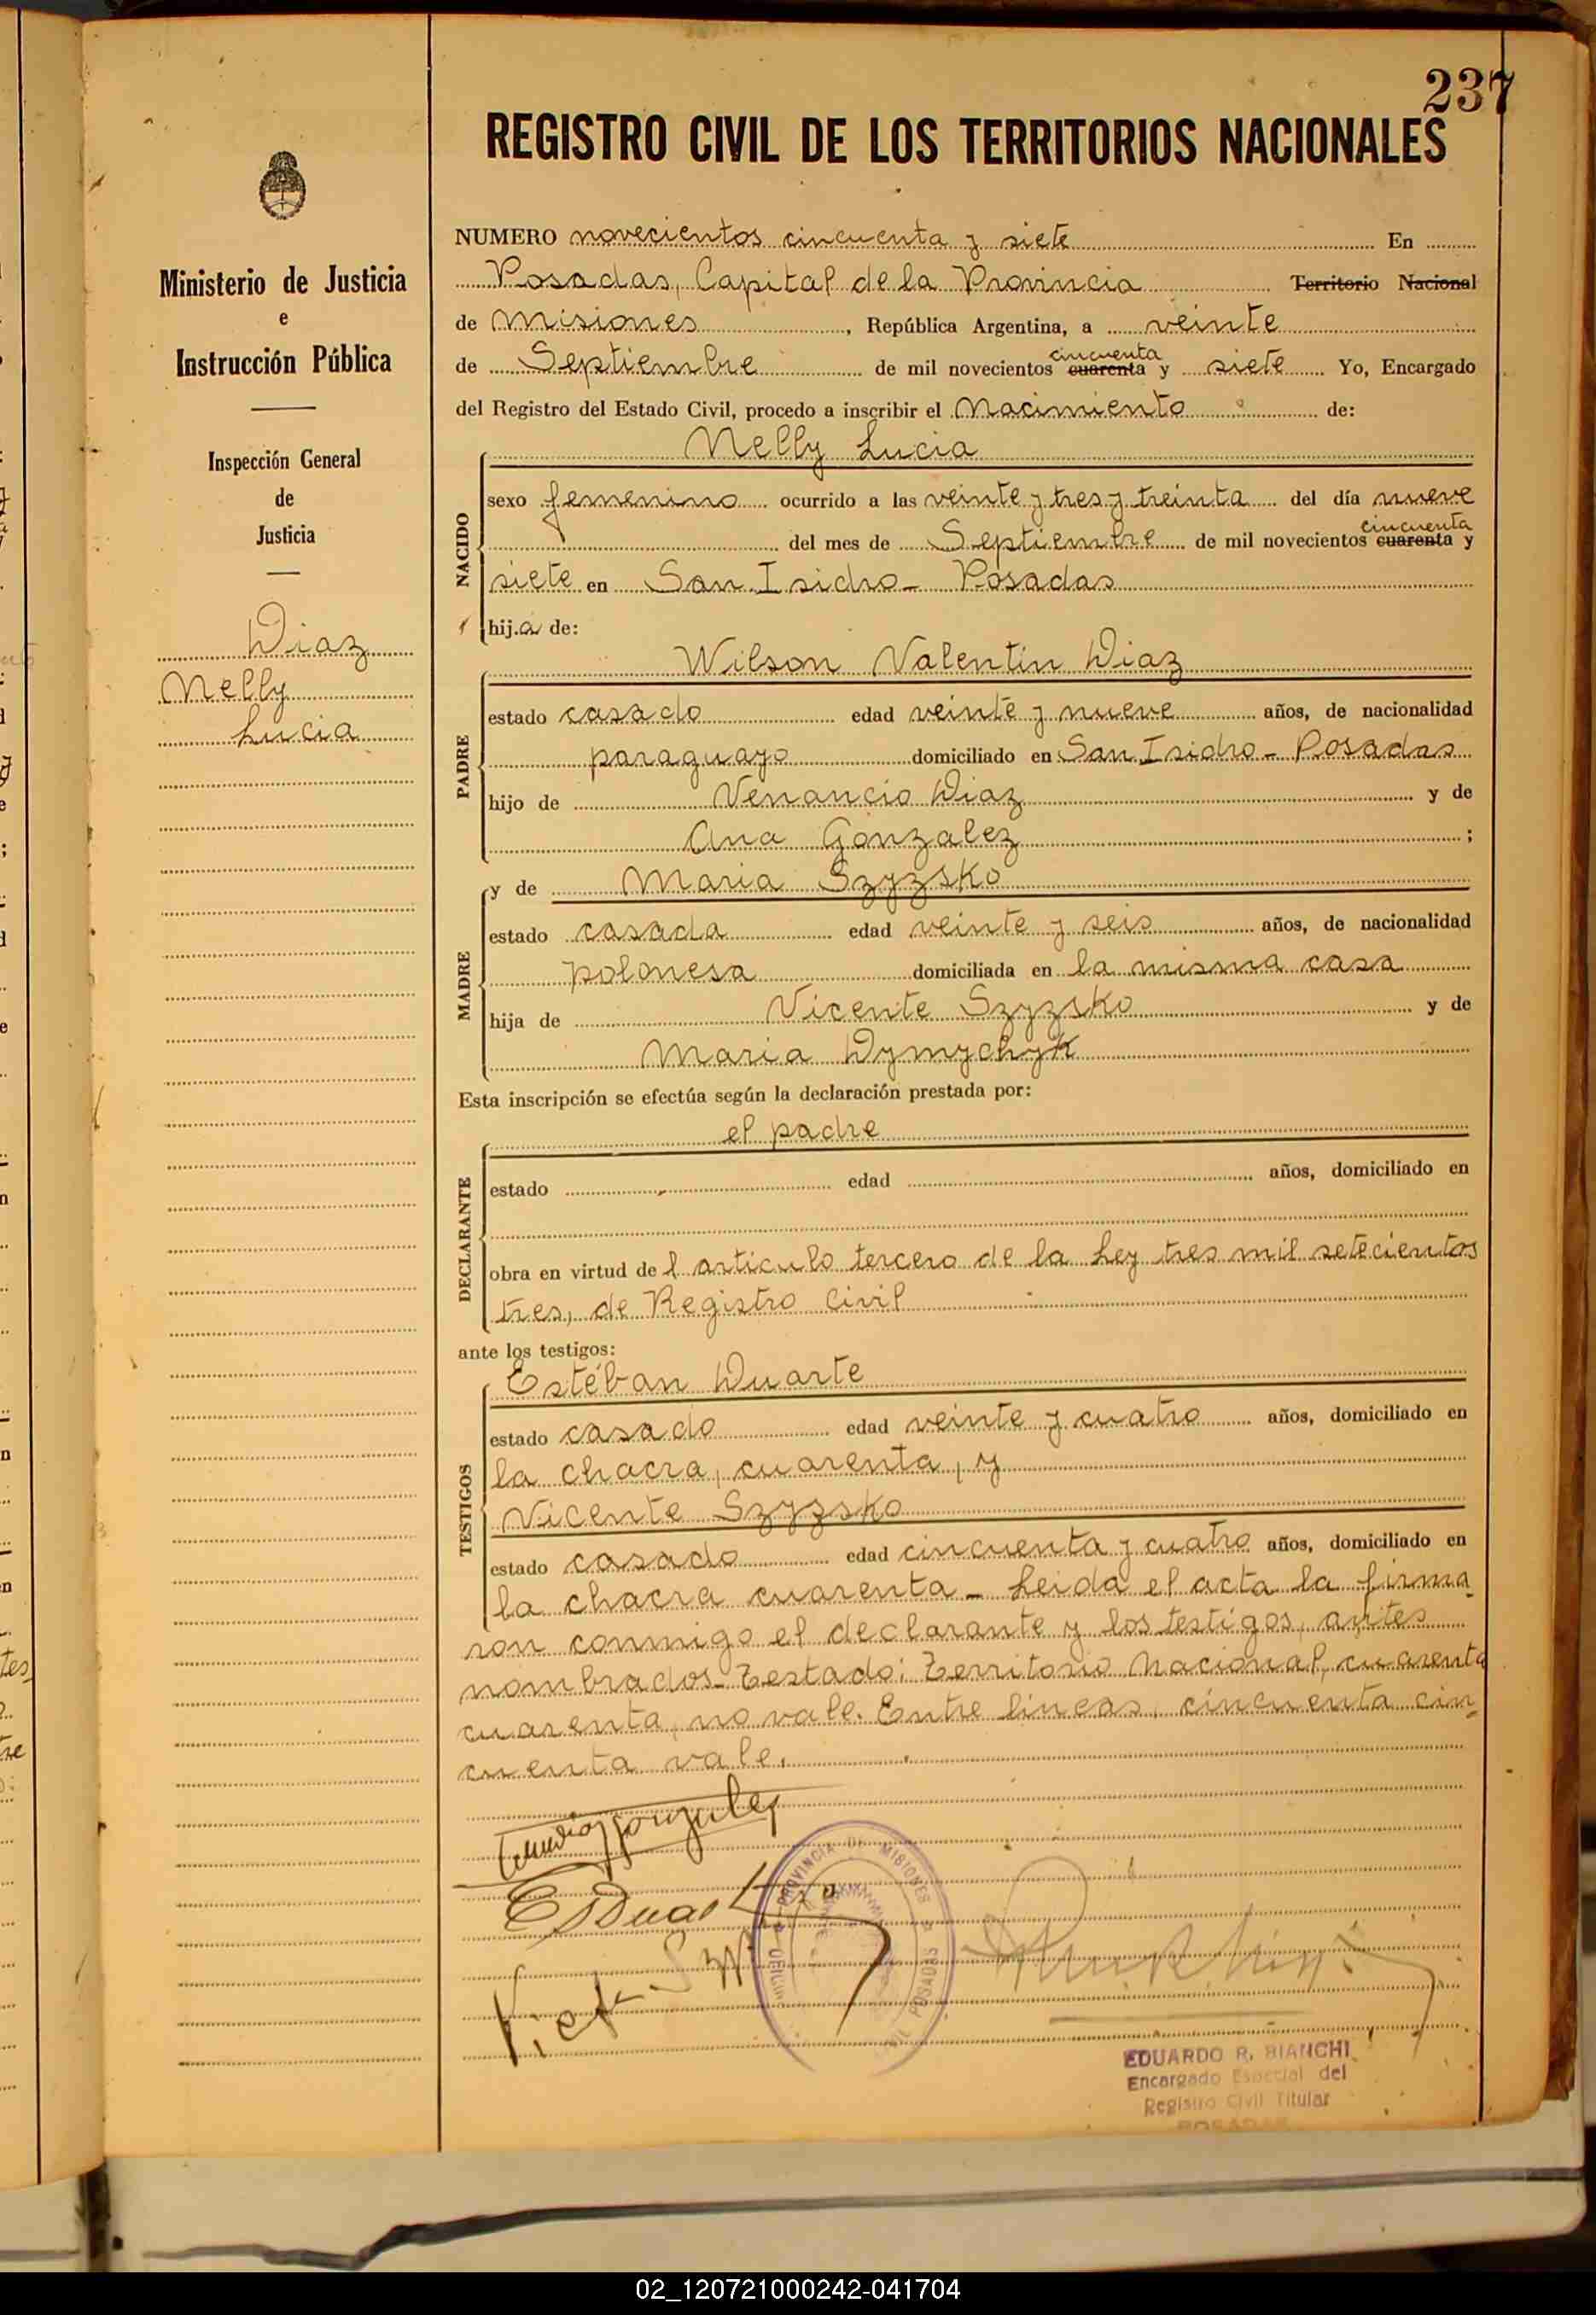 237
REGISTRO CIVIL DE LOS TERRITORIOS NACIONALES
Ministerio de Justicia
e
Instrucción Pública
Inspección General
de
Justicia
Diaz
Nelly
Lucia
NUMERO novecientos cincuenta y siete En
Posadas, Capital de la Provincia Territorio Nacional
de Misiones, República Argentina, a veinte
de Septiembre de mil novecientos cuarenta y cincuenta siete Yo, Encargado
del Registro del Estado Civil, procedo a inscribir el Nacimiento de:
NACIDO
Nelly Lucia
sexo femenino ocurrido a las veinte y tres y treinta del día nueve
del mes de Septiembre de mil novecientos cuarenta y cincuenta
siete en San Isidro - Posadas
hij.a de:
PADRE
Wilson Valentin Diaz
estado casado edad veinte y nueve años, de nacionalidad
paraguayo domiciliado en San Isidro - Posadas
hijo de Venancio Diaz y de
Ana Gonzalez ;
MADRE
y de Maria Szyzsko
estado casada edad veinte y seis años, de nacionalidad
polonesa domiciliada en la misma casa
hija de Vicente Szyzsko y de
Maria Dymychyk
Esta inscripción se efectúa según la declaración prestada por:
DECLARANTE
el padre
estado edad años, domiciliado en
obra en virtud de l articulo tercero de la Ley tres mil setecientos
tres, de Registro Civil
ante los testigos:
TESTIGOS
Estéban Duarte
estado casado edad veinte y cuatro años, domiciliado en
la chacra, cuarenta, y
Vicente Szyzsko
estado casado edad cincuenta y cuatro años, domiciliado en
la chacra cuarenta - Leida el acta la firma-
ron conmigo el declarante y los testigos, antes
nombrados - Testado: Territorio Nacional, cuarenta
cuarenta, no vale. Entre lineas, cincuenta cin-
cuenta vale.
PROVINCIA DE MISIONES
POSADAS
EDUARDO R. BIANCHI
Encargado Especial del
Registro Civil Titular
POSADAS
02_120721000242-041704